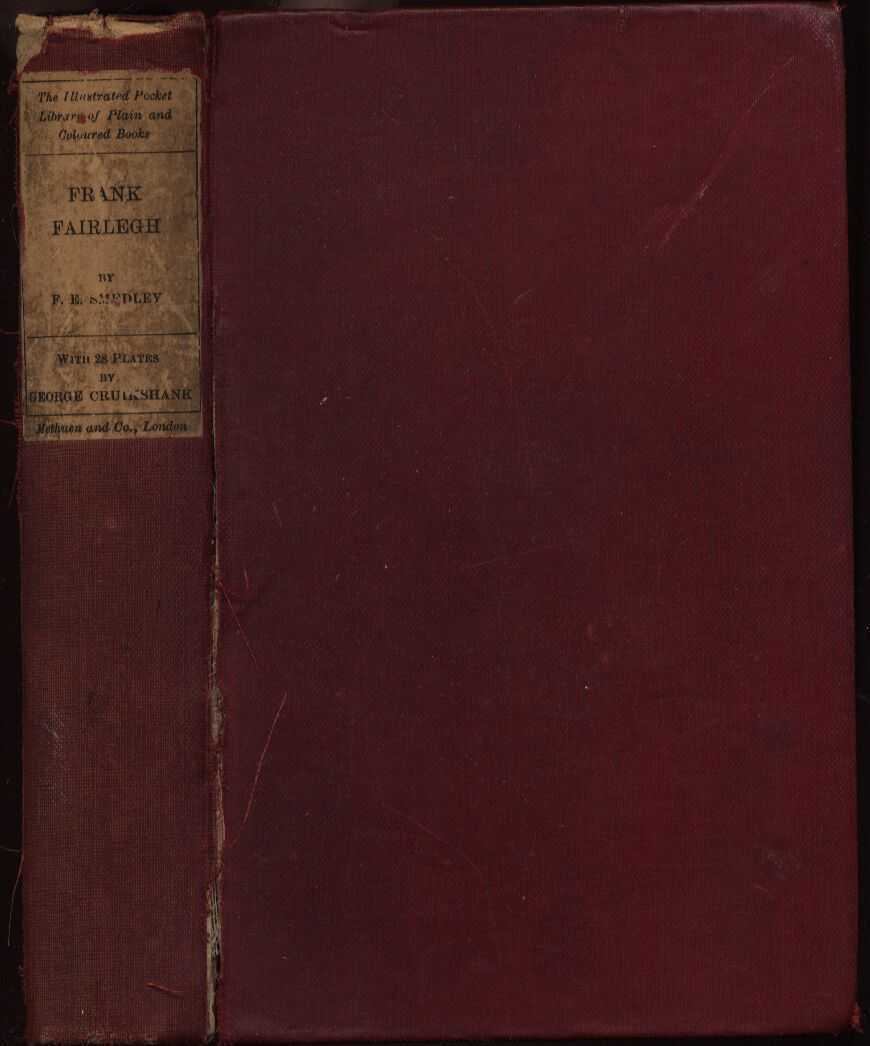 The Illustrated Pocket
Library of Plain and
Coloured Books
FRANK
FAIRLEGH
BY
F. E. SMEDLEY
WITH 28 PLATES
BY
GEORGE CRUIKSHANK
Methuen and Co., London